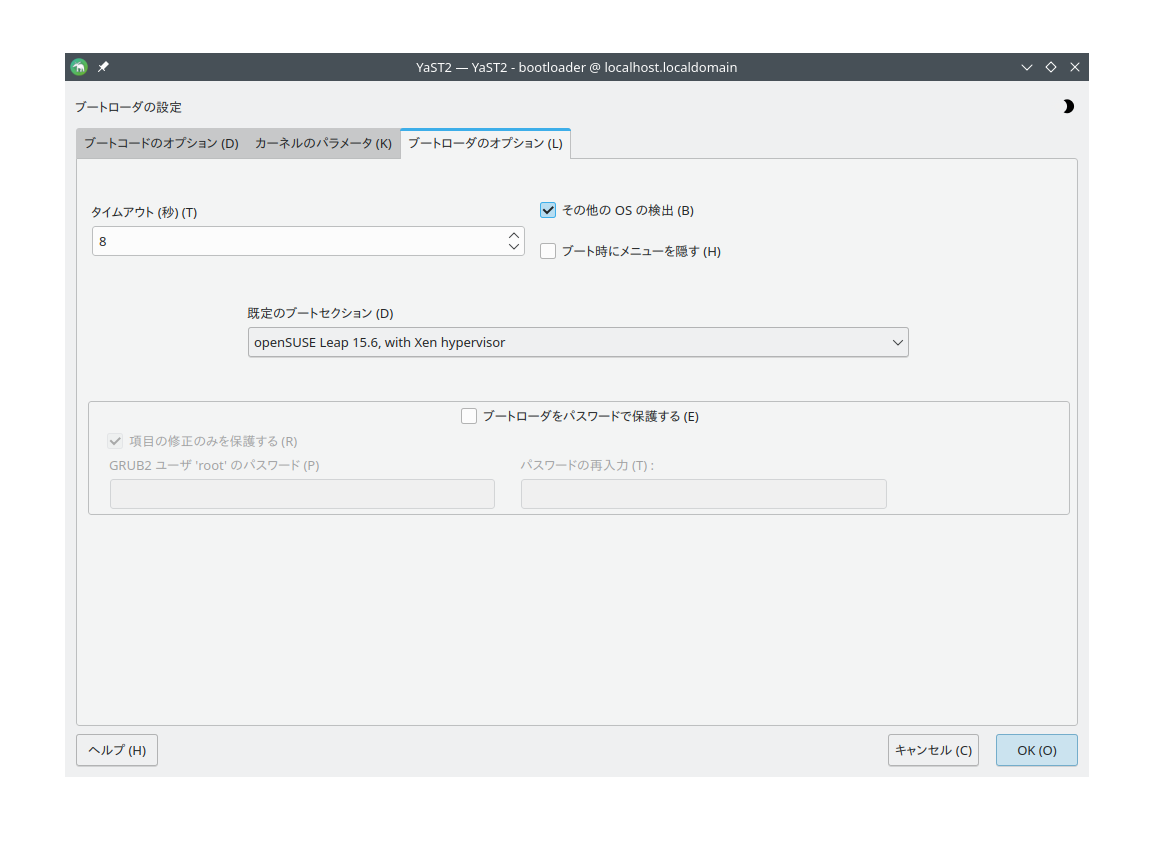 YaST2 — YaST2 - bootloader @ localhost.localdomain
ブートローダの設定
ブートコードのオプション (D) カーネルのパラメータ (K) ブートローダのオプション (L)
タイムアウト (秒) (T)
8
その他の OS の検出 (B)
ブート時にメニューを隠す (H)
既定のブートセクション (D)
openSUSE Leap 15.6, with Xen hypervisor
ブートローダをパスワードで保護する (E)
項目の修正のみを保護する (R)
GRUB2 ユーザ 'root' のパスワード (P) パスワードの再入力 (T) :
ヘルプ (H) キャンセル (C) OK (O)